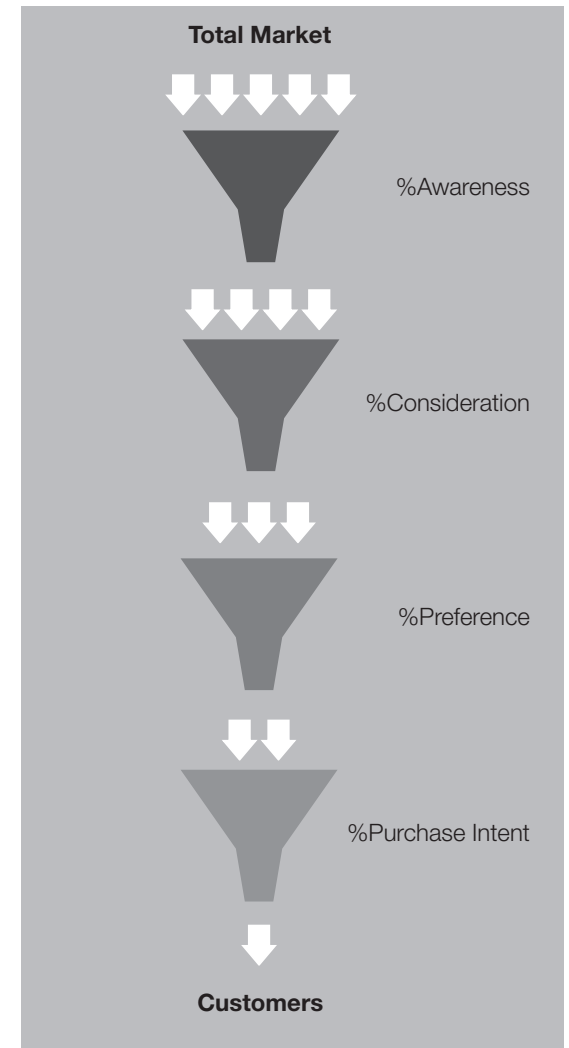 Total Market
%Awareness
%Consideration
%Preference
%Purchase Intent
Customers